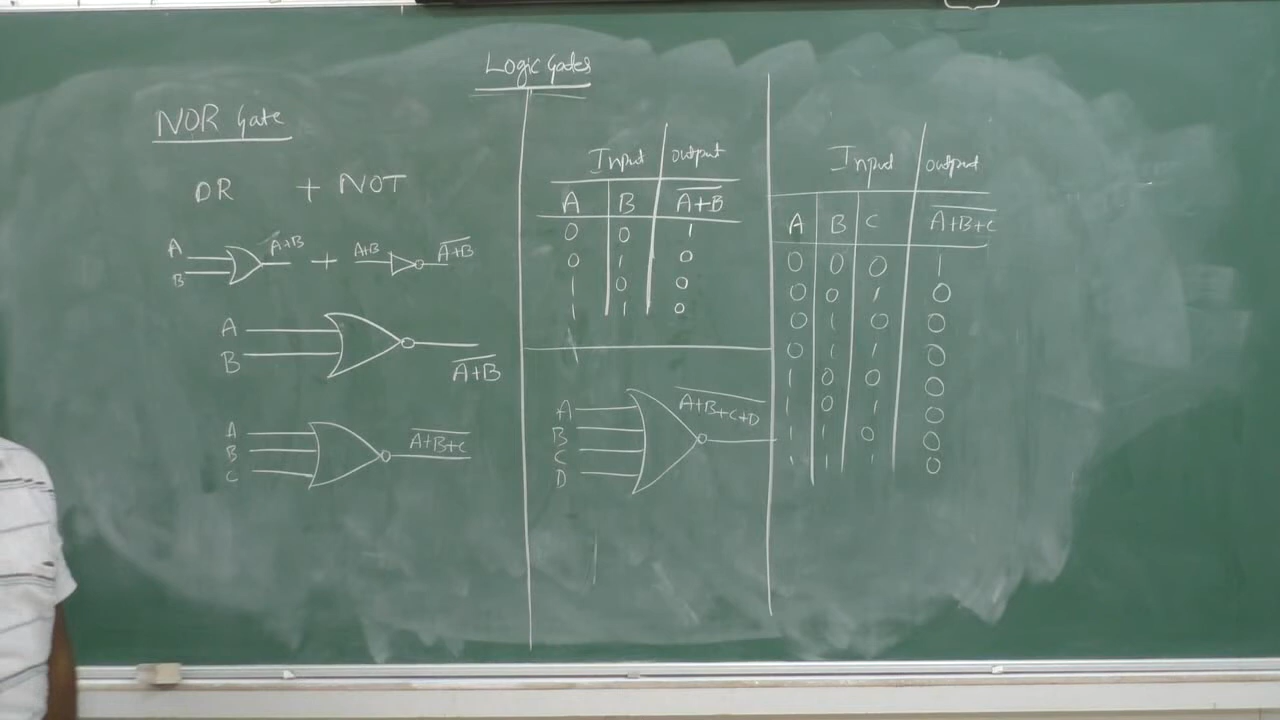 Logic Gates
NOR Gate
OR + NOT
A
B
A+B
+
A+B
A̅+̅B̅
A
B
A̅+̅B̅
A
B
C
A̅+̅B̅+̅C̅
Input output
A B A̅+̅B̅
0 0 1
0 1 0
1 0 0
1 1 0
A
B
C
D
A̅+̅B̅+̅C̅+̅D̅
Input output
A B C A̅+̅B̅+̅C̅
0 0 0 1
0 0 1 0
0 1 0 0
0 1 1 0
1 0 0 0
1 0 1 0
1 1 0 0
1 1 1 0